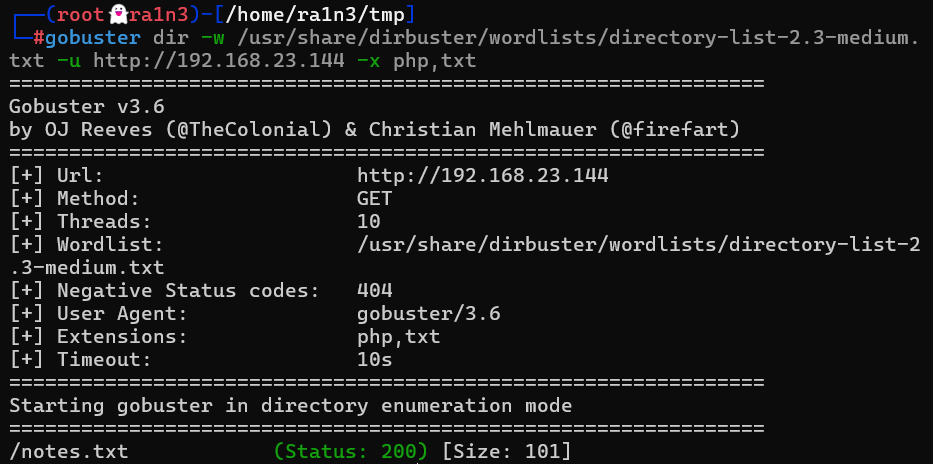 (root👻ra1n3)-[/home/ra1n3/tmp]
#gobuster dir -w /usr/share/dirbuster/wordlists/directory-list-2.3-medium.
txt -u http://192.168.23.144 -x php,txt
===============================================================
Gobuster v3.6
by OJ Reeves (@TheColonial) & Christian Mehlmauer (@firefart)
===============================================================
[+] Url:                     http://192.168.23.144
[+] Method:                  GET
[+] Threads:                 10
[+] Wordlist:                /usr/share/dirbuster/wordlists/directory-list-2
.3-medium.txt
[+] Negative Status codes:   404
[+] User Agent:              gobuster/3.6
[+] Extensions:              php,txt
[+] Timeout:                 10s
===============================================================
Starting gobuster in directory enumeration mode
===============================================================
/notes.txt            (Status: 200) [Size: 101]